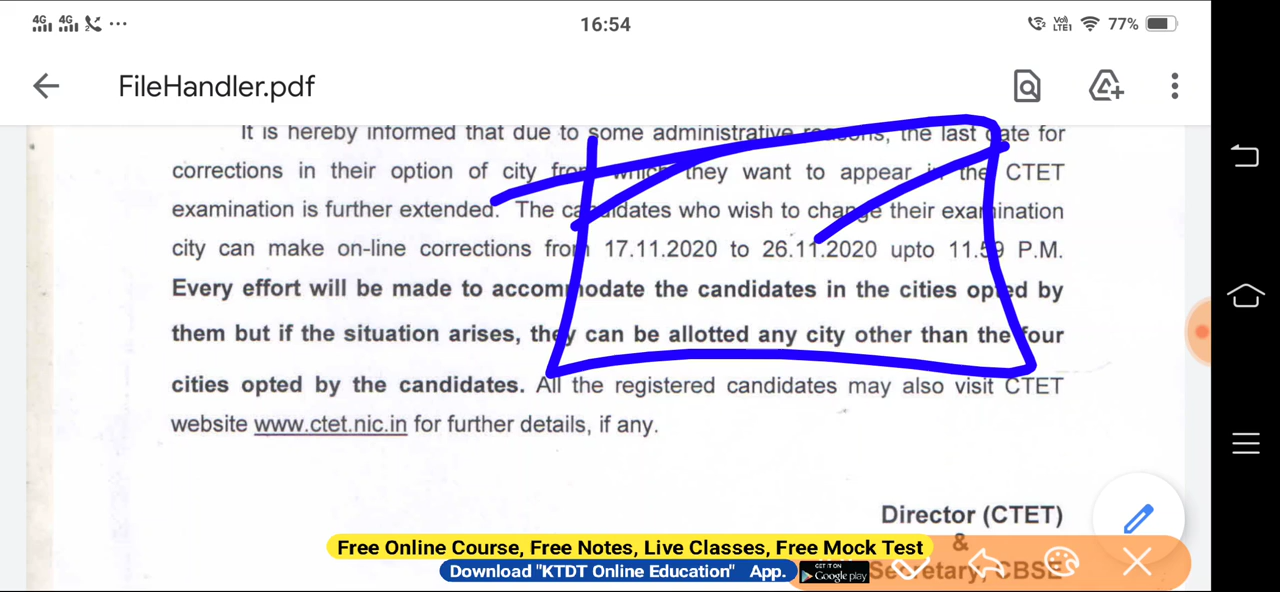 4G 4G 2 ...
16:54
VoI) LTE1 77%
FileHandler.pdf
It is hereby informed that due to some administrative reasons, the last date for
corrections in their option of city from which they want to appear in the CTET
examination is further extended. The candidates who wish to change their examination
city can make on-line corrections from 17.11.2020 to 26.11.2020 upto 11.59 P.M.
Every effort will be made to accommodate the candidates in the cities opted by
them but if the situation arises, they can be allotted any city other than the four
cities opted by the candidates. All the registered candidates may also visit CTET
website www.ctet.nic.in for further details, if any.
Director (CTET)
&
Secretary, CBSE
Free Online Course, Free Notes, Live Classes, Free Mock Test
Download "KTDT Online Education" App.
GET IT ON
Google play